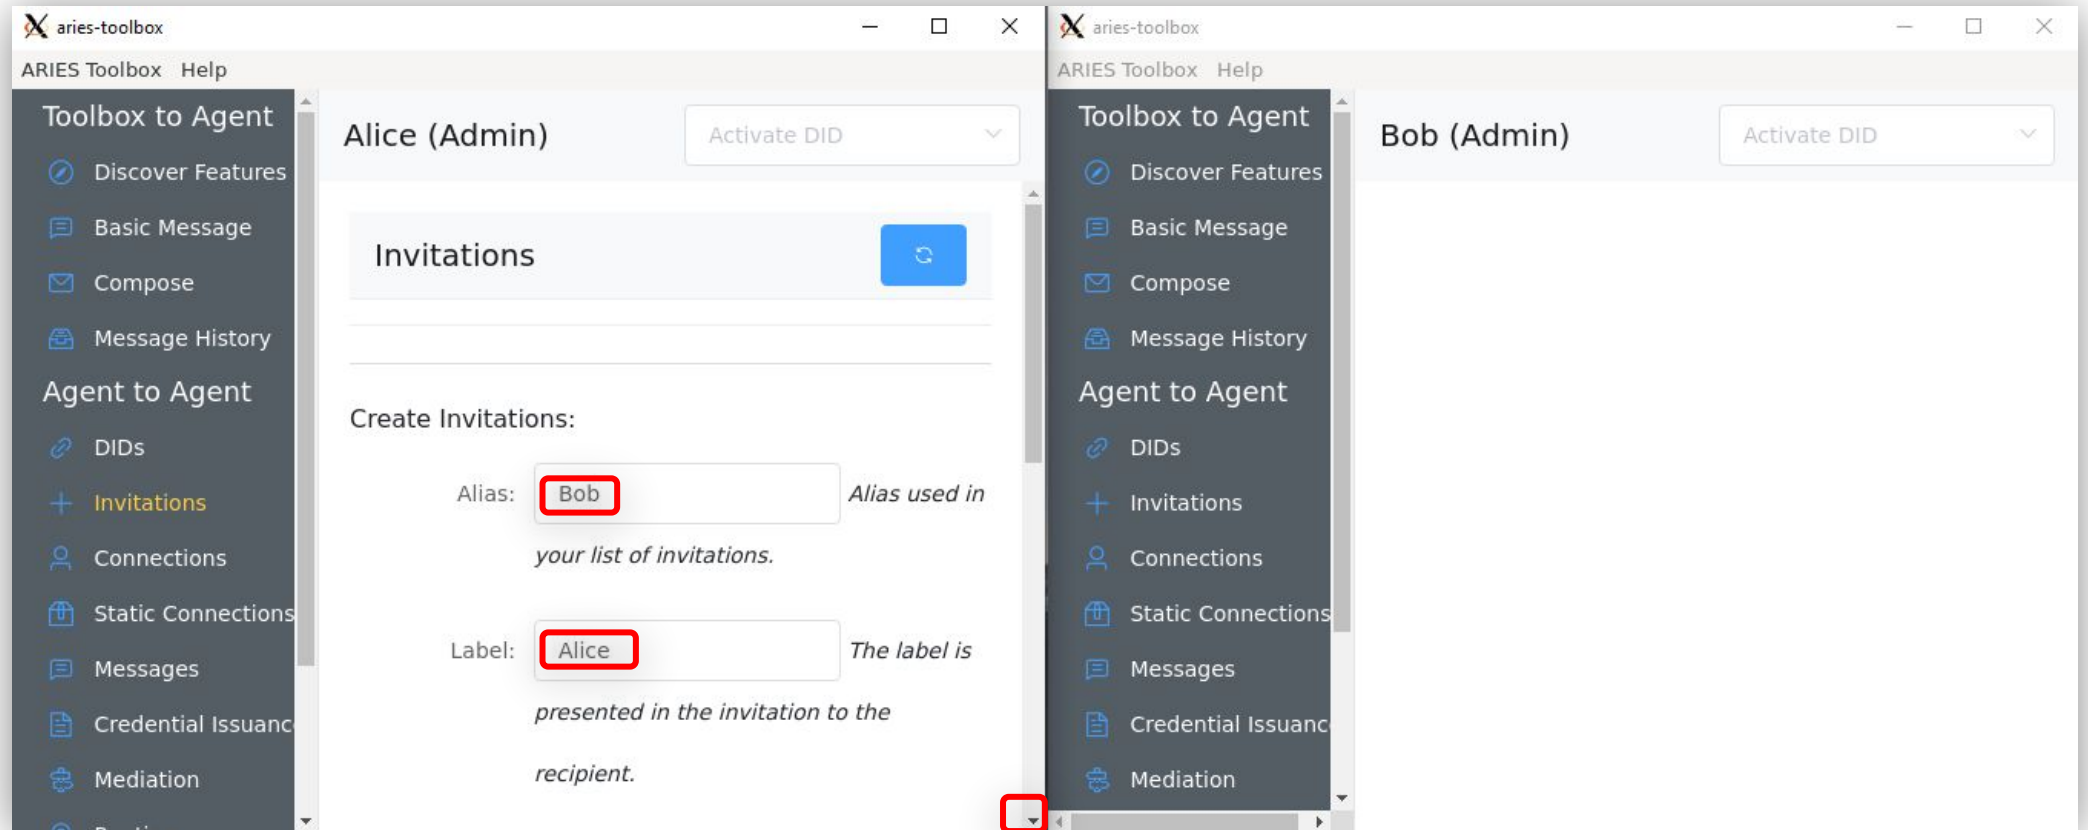 aries-toolbox
ARIES Toolbox Help
Toolbox to Agent
Discover Features
Basic Message
Compose
Message History
Agent to Agent
DIDs
Invitations
Connections
Static Connections
Messages
Credential Issuanc
Mediation
Alice (Admin)
Activate DID
Invitations
Create Invitations:
Alias: Bob Alias used in
your list of invitations.
Label: Alice The label is
presented in the invitation to the
recipient.
aries-toolbox
ARIES Toolbox Help
Toolbox to Agent
Discover Features
Basic Message
Compose
Message History
Agent to Agent
DIDs
Invitations
Connections
Static Connections
Messages
Credential Issuanc
Mediation
Bob (Admin)
Activate DID